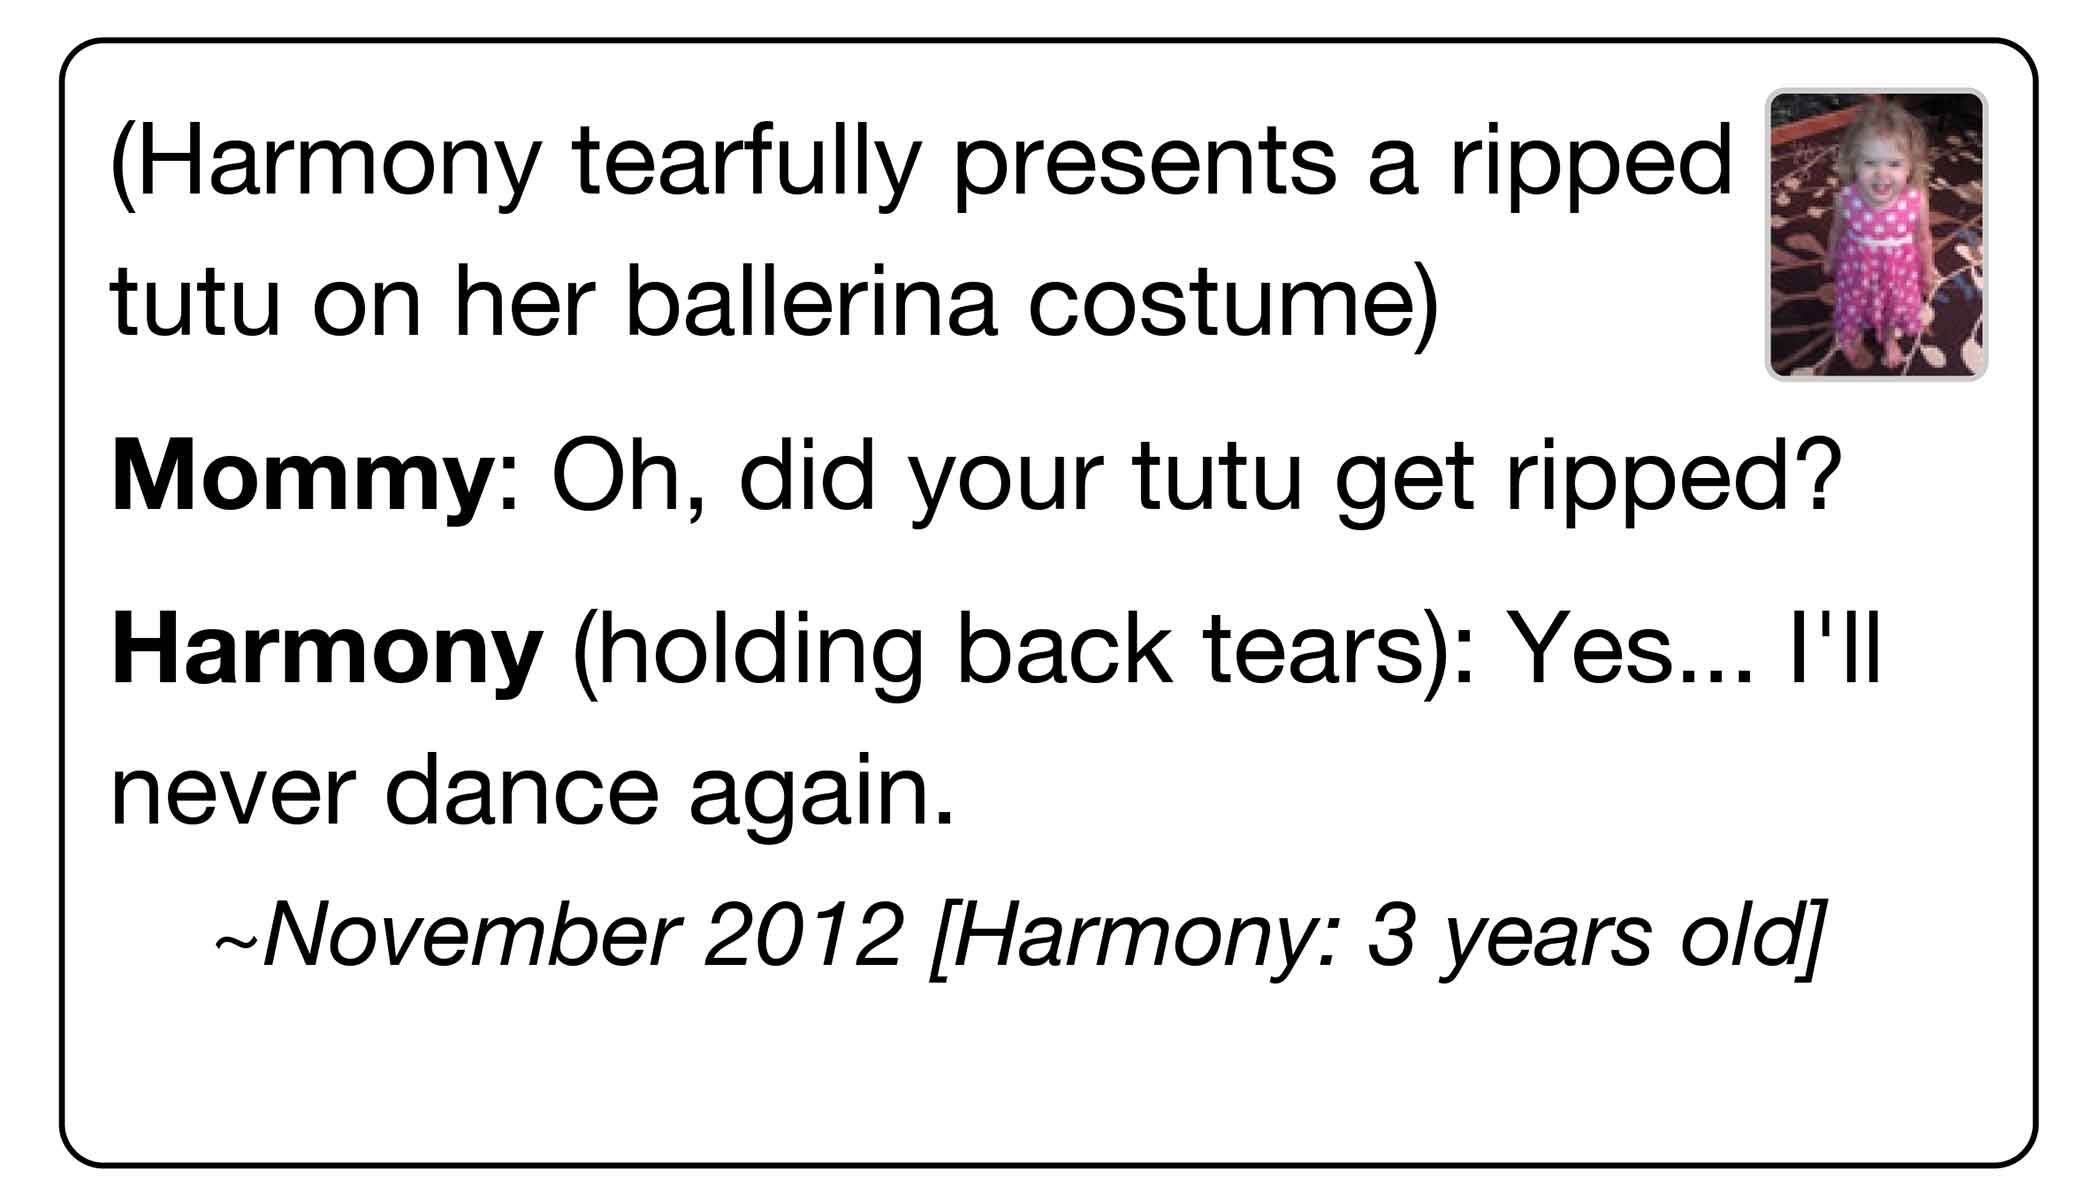 (Harmony tearfully presents a ripped
tutu on her ballerina costume)
Mommy: Oh, did your tutu get ripped?
Harmony (holding back tears): Yes... I'll
never dance again.
~November 2012 [Harmony: 3 years old]